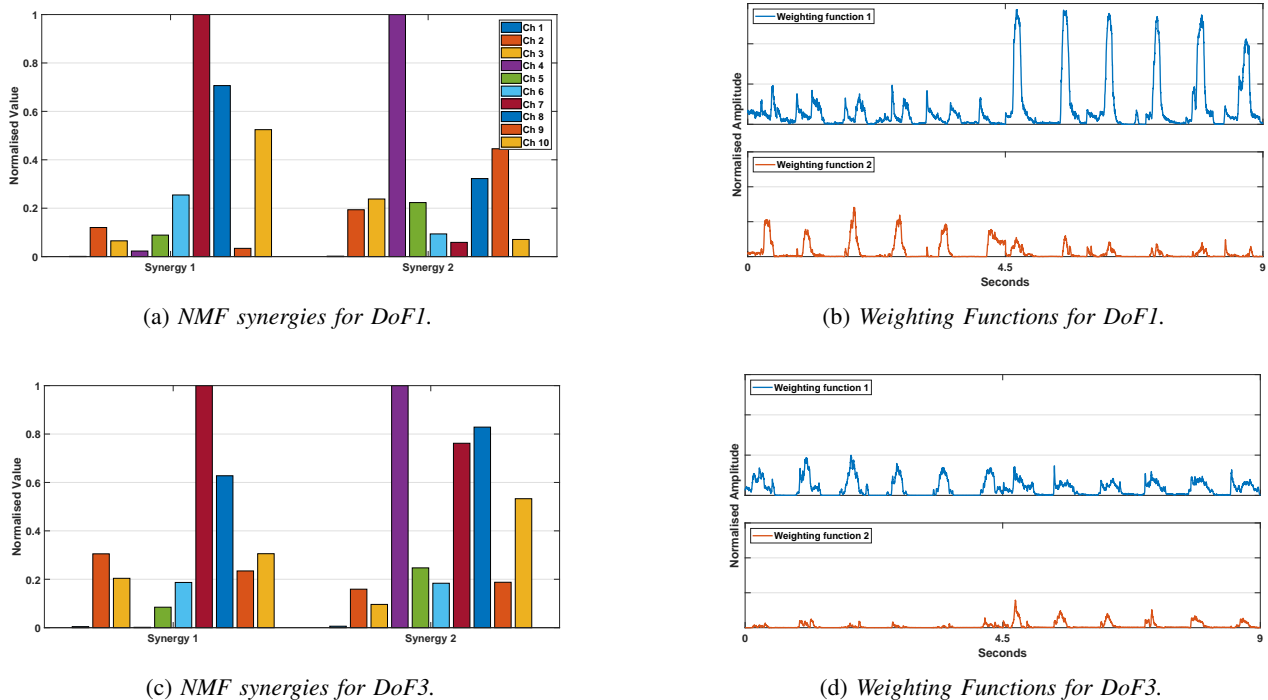 Normalised Value
1
0.8
0.6
0.4
0.2
0
Synergy 1
Synergy 2
Ch 1
Ch 2
Ch 3
Ch 4
Ch 5
Ch 6
Ch 7
Ch 8
Ch 9
Ch 10
(a) NMF synergies for DoF1.
Normalised Amplitude
Weighting function 1
Weighting function 2
0
4.5
9
Seconds
(b) Weighting Functions for DoF1.
Normalised Value
1
0.8
0.6
0.4
0.2
0
Synergy 1
Synergy 2
(c) NMF synergies for DoF3.
Normalised Amplitude
Weighting function 1
Weighting function 2
0
4.5
9
Seconds
(d) Weighting Functions for DoF3.